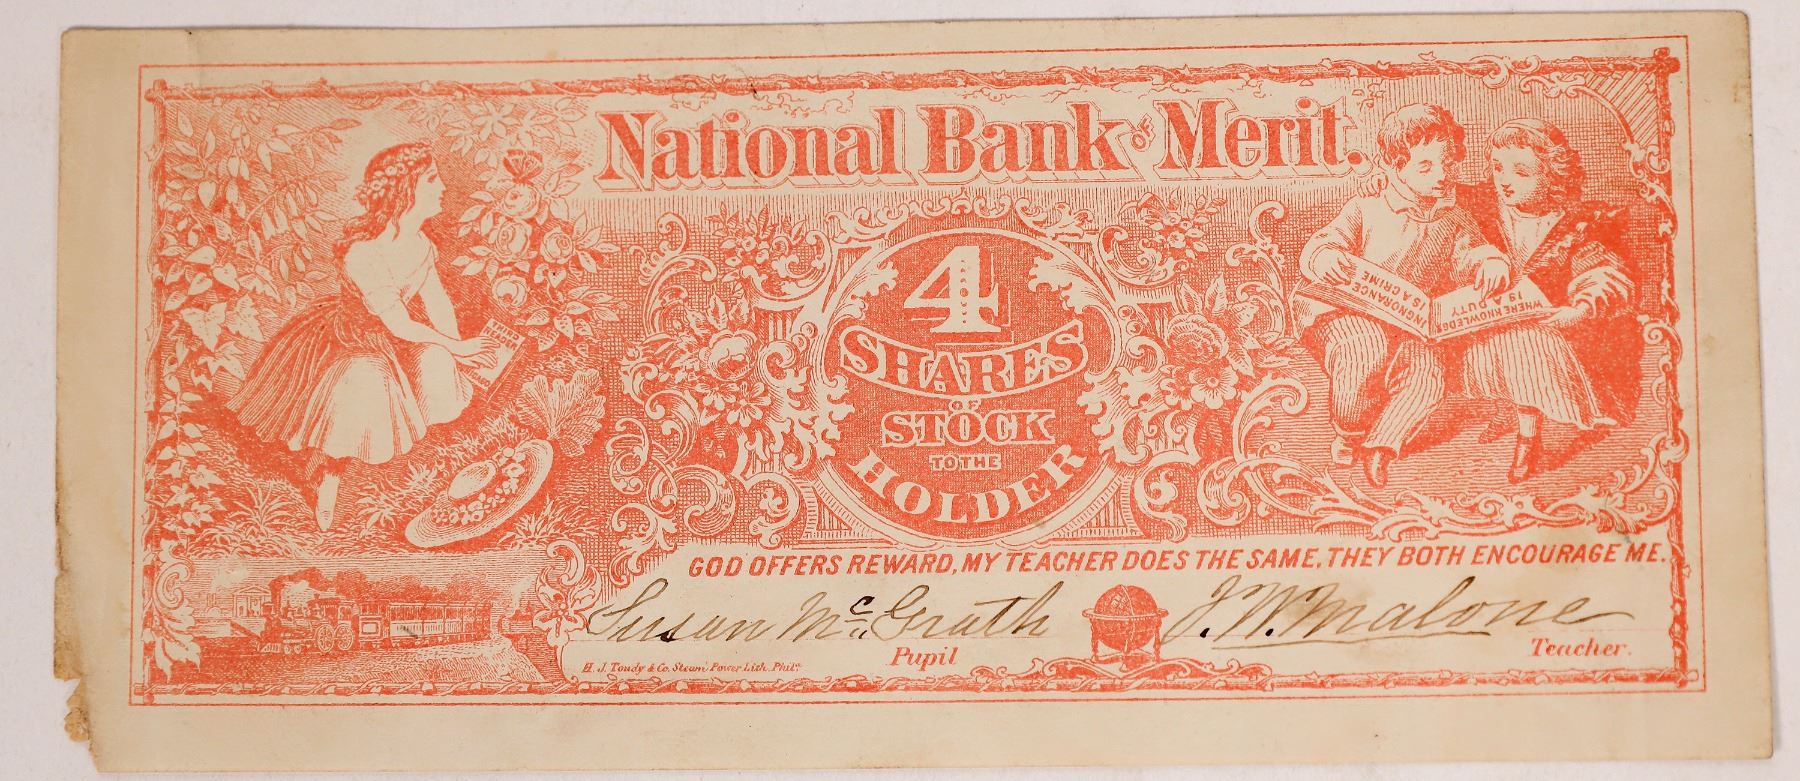 National Bank OF Merit.
4
SHARES
OF
STOCK
TO THE
HOLDER
INGNORANCE
IS A CRIME
WHERE KNOWLEDGE
IS A DUTY
GOD OFFERS REWARD, MY TEACHER DOES THE SAME, THEY BOTH ENCOURAGE ME.
Susan McGrath
J. W. Malone
Pupil
Teacher.
H. J. Toudy & Co. Steam Power Lith. Phila